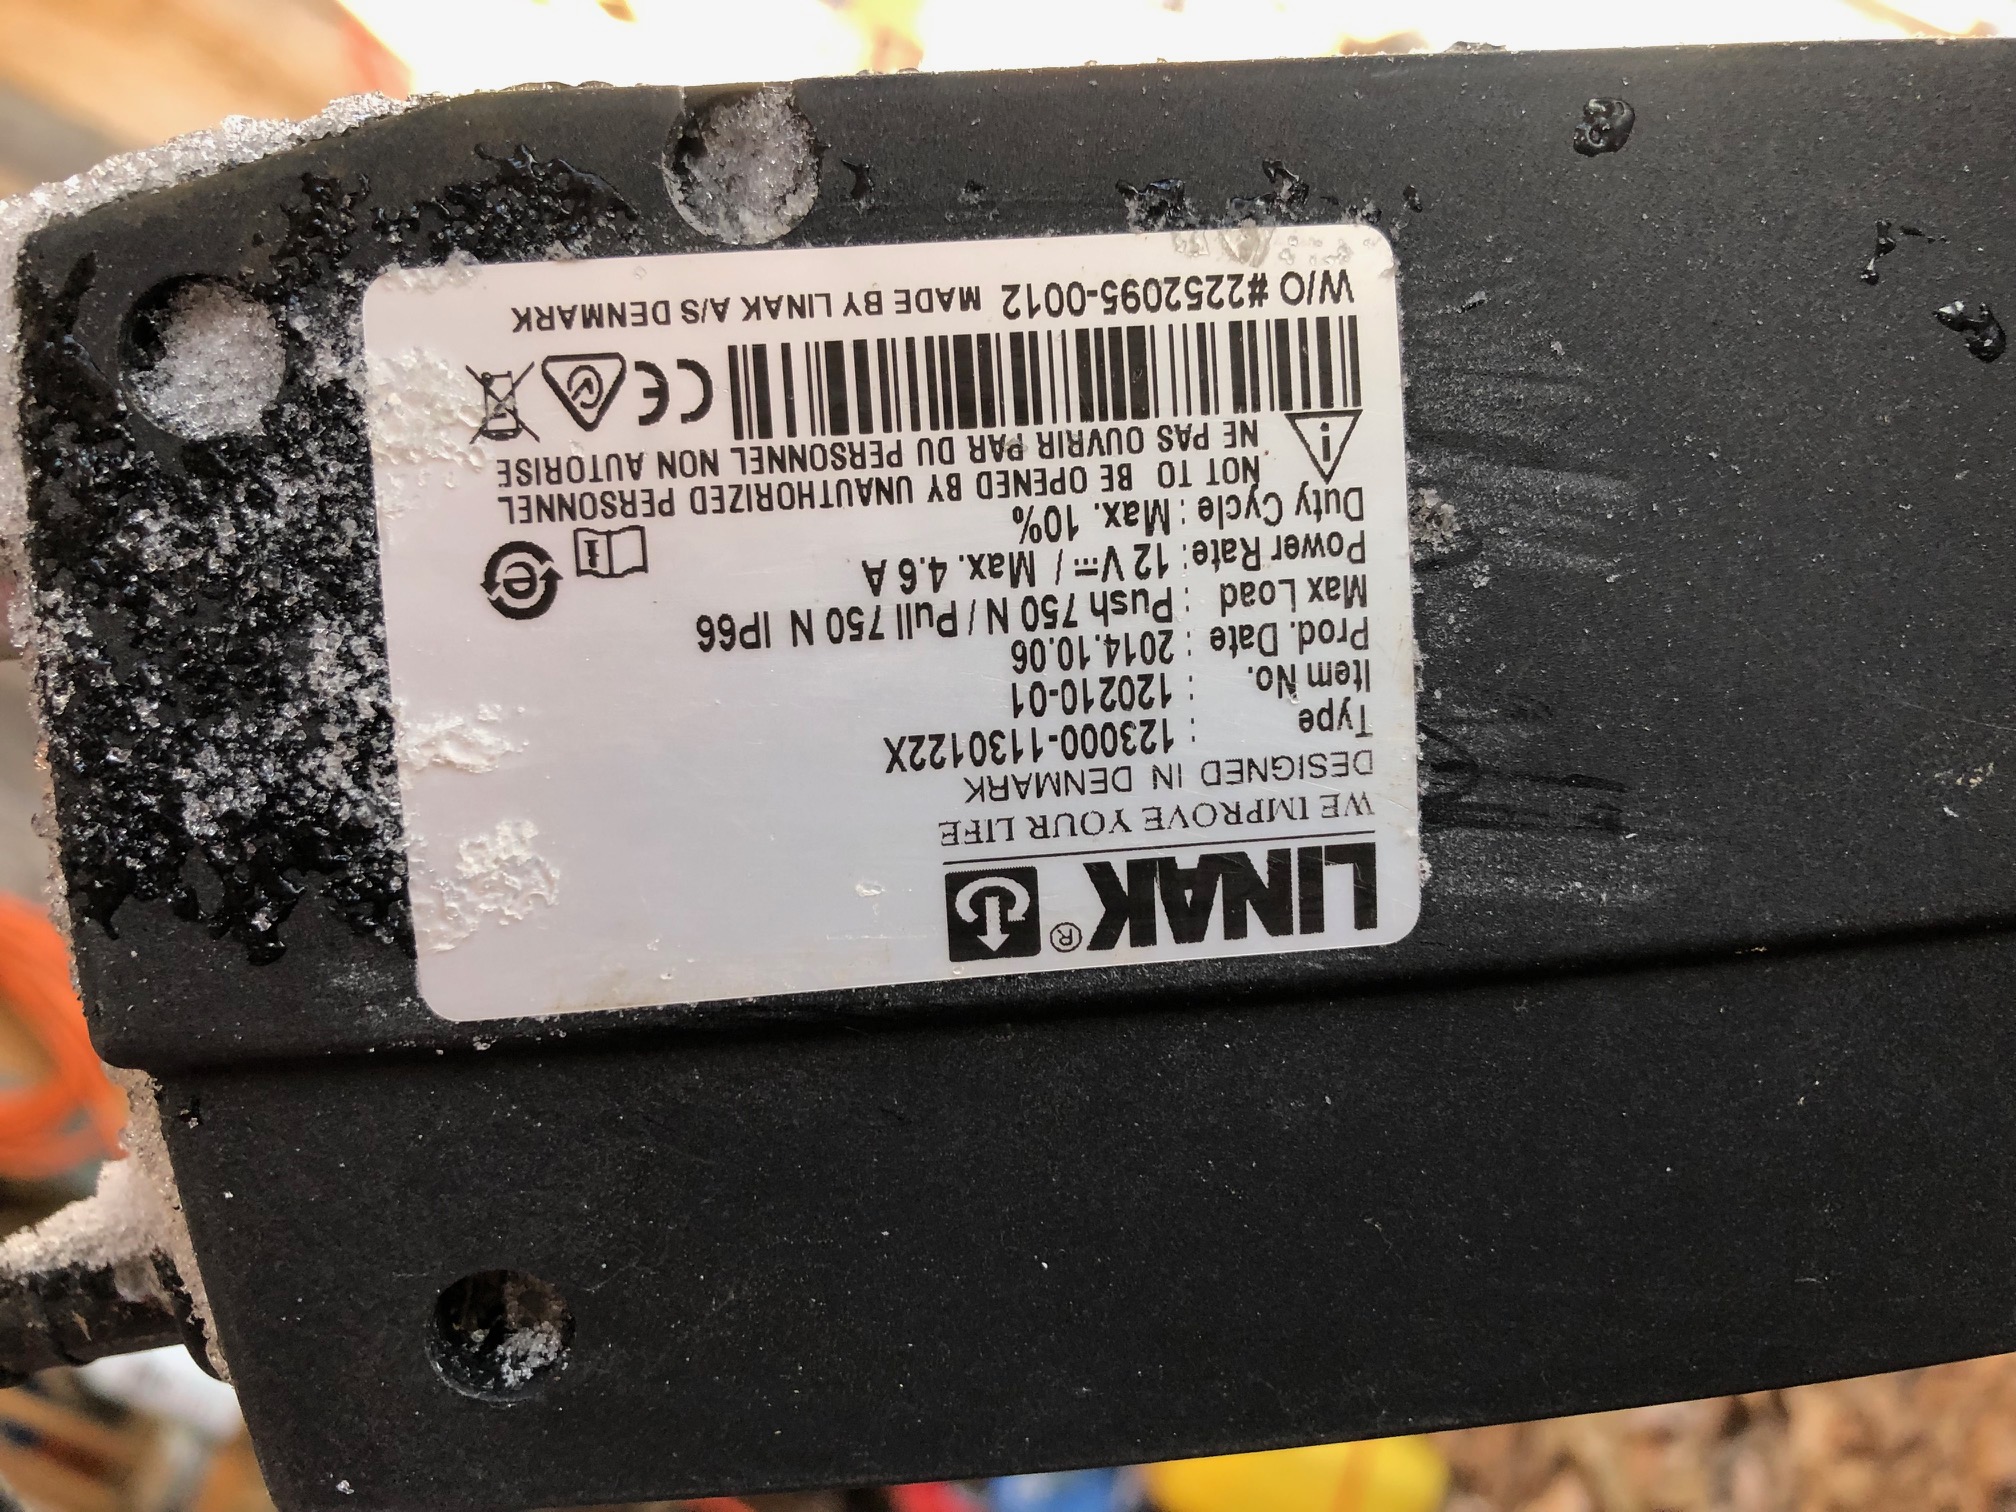 LINAK®
WE IMPROVE YOUR LIFE
DESIGNED IN DENMARK
Type : 123000-1130122X
Item No. : 120210-01
Prod. Date : 2014.10.06
Max Load : Push 750 N / Pull 750 N IP66
Power Rate: 12 V⎓ / Max. 4.6 A
Duty Cycle : Max. 10%
NOT TO BE OPENED BY UNAUTHORIZED PERSONNEL
NE PAS OUVRIR PAR DU PERSONNEL NON AUTORISE
CE
W/O #2252095-0012 MADE BY LINAK A/S DENMARK